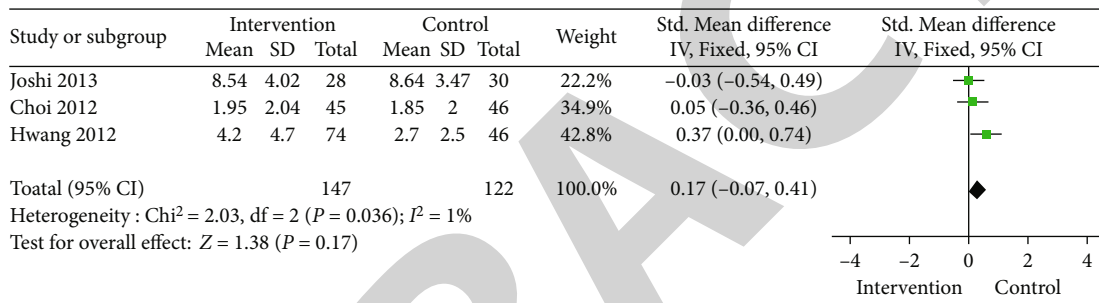 Study or subgroup Intervention Control Weight Std. Mean difference Std. Mean difference
Mean SD Total Mean SD Total IV, Fixed, 95% CI IV, Fixed, 95% CI
Joshi 2013 8.54 4.02 28 8.64 3.47 30 22.2% –0.03 (–0.54, 0.49)
Choi 2012 1.95 2.04 45 1.85 2 46 34.9% 0.05 (–0.36, 0.46)
Hwang 2012 4.2 4.7 74 2.7 2.5 46 42.8% 0.37 (0.00, 0.74)
Toatal (95% CI) 147 122 100.0% 0.17 (–0.07, 0.41)
Heterogeneity : Chi² = 2.03, df = 2 (P = 0.036); I² = 1%
Test for overall effect: Z = 1.38 (P = 0.17)
–4 –2 0 2 4
Intervention Control